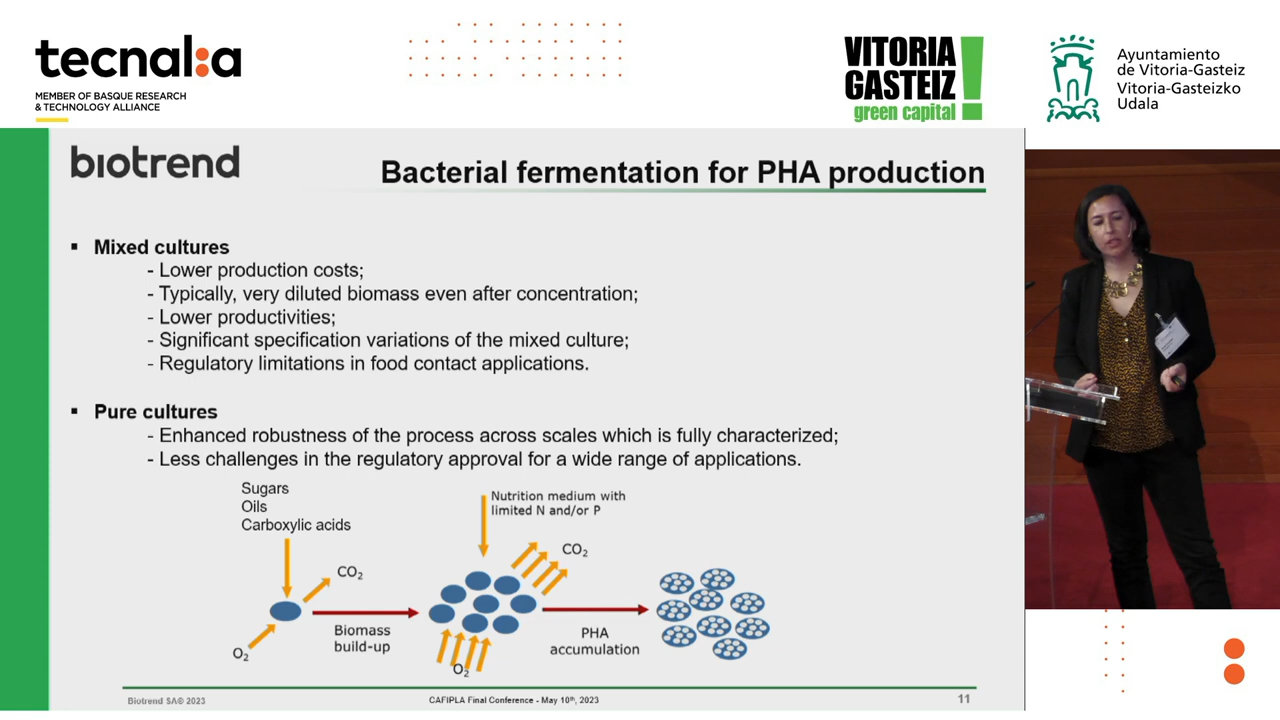 tecnal:a
MEMBER OF BASQUE RESEARCH
& TECHNOLOGY ALLIANCE
VITORIA
GASTEIZ
green capital
Ayuntamiento
de Vitoria-Gasteiz
Vitoria-Gasteizko
Udala
biotrend
Bacterial fermentation for PHA production
▪ Mixed cultures
- Lower production costs;
- Typically, very diluted biomass even after concentration;
- Lower productivities;
- Significant specification variations of the mixed culture;
- Regulatory limitations in food contact applications.
▪ Pure cultures
- Enhanced robustness of the process across scales which is fully characterized;
- Less challenges in the regulatory approval for a wide range of applications.
Sugars
Oils
Carboxylic acids
CO₂
O₂
Biomass
build-up
Nutrition medium with
limited N and/or P
CO₂
O₂
PHA
accumulation
Biotrend SA© 2023
CAFIPLA Final Conference - May 10th, 2023
11